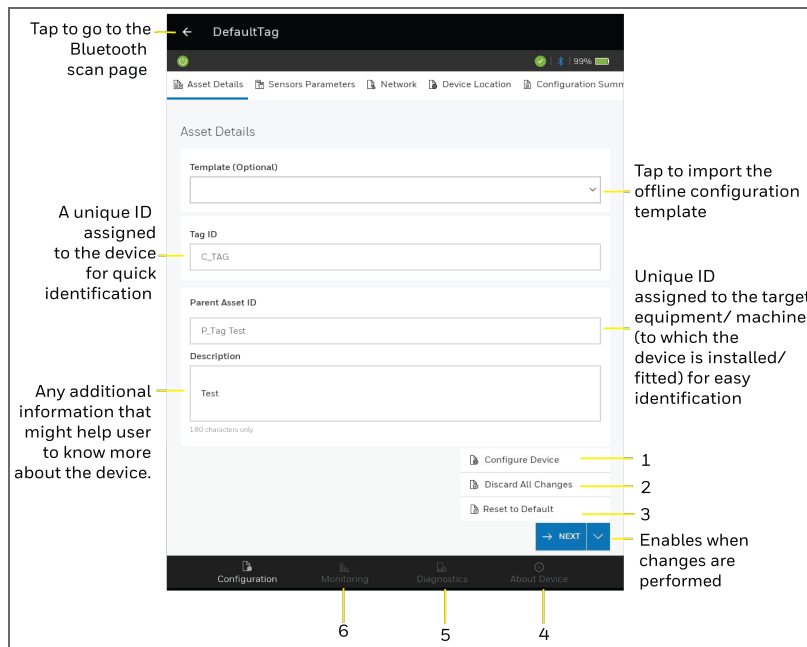 Tap to go to the
Bluetooth
scan page
DefaultTag
99%
Asset Details
Sensors Parameters
Network
Device Location
Configuration Summ
Asset Details
Template (Optional)
Tap to import the
offline configuration
template
A unique ID
assigned
to the device
for quick
identification
Tag ID
C_TAG
Parent Asset ID
P_Tag Test
Unique ID
assigned to the target
equipment/ machine
(to which the
device is installed/
fitted) for easy
identification
Description
Test
180 characters only
Any additional
information that
might help user
to know more
about the device.
Configure Device
1
Discard All Changes
2
Reset to Default
3
NEXT
Enables when
changes are
performed
Configuration
Monitoring
Diagnostics
About Device
6
5
4